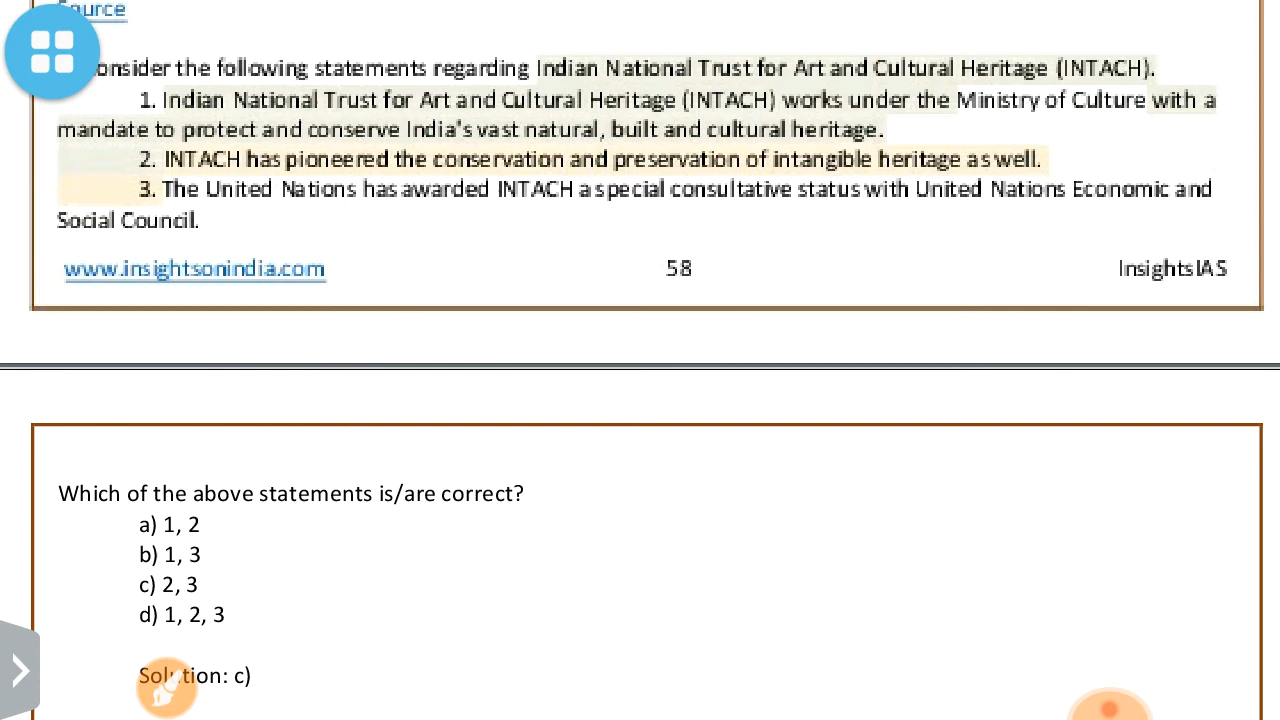 Source
onsider the following statements regarding Indian National Trust for Art and Cultural Heritage (INTACH).
1. Indian National Trust for Art and Cultural Heritage (INTACH) works under the Ministry of Culture with a
mandate to protect and conserve India's vast natural, built and cultural heritage.
2. INTACH has pioneered the conservation and preservation of intangible heritage as well.
3. The United Nations has awarded INTACH a special consultative status with United Nations Economic and
Social Council.
www.insightsonindia.com 58 InsightsIAS
Which of the above statements is/are correct?
a) 1, 2
b) 1, 3
c) 2, 3
d) 1, 2, 3
Solution: c)